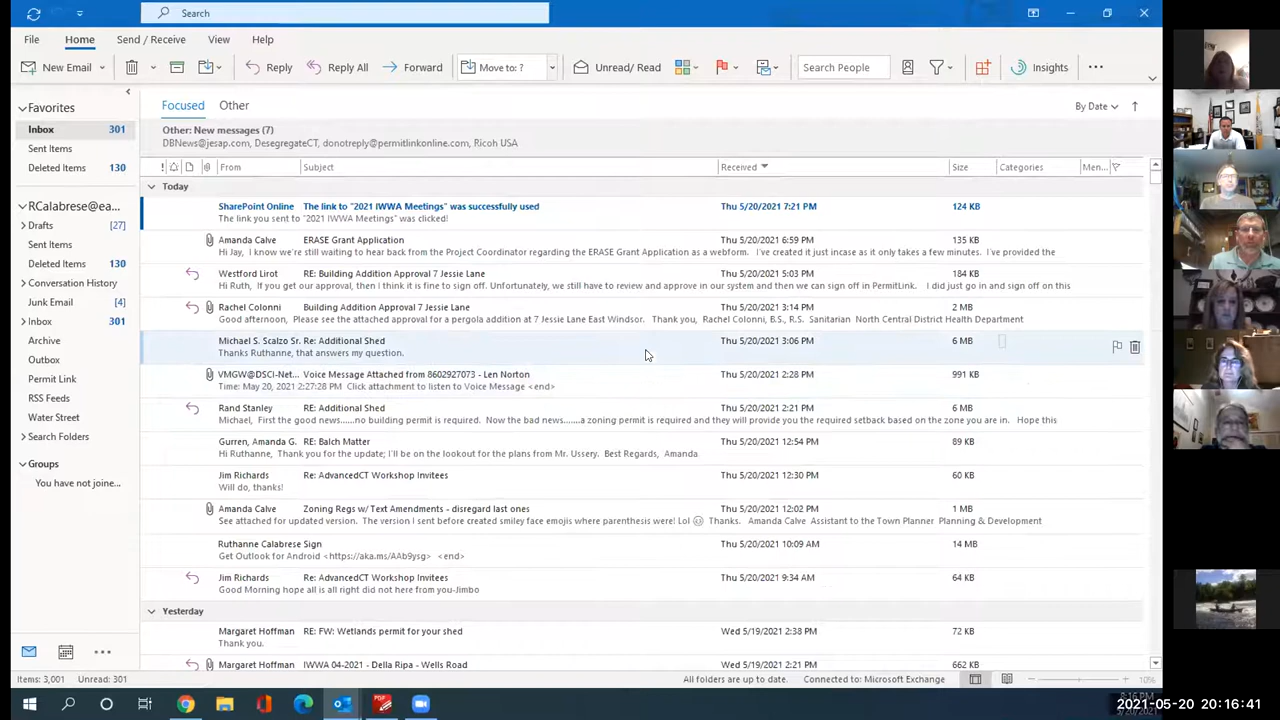 Search
File Home Send / Receive View Help
New Email Reply Reply All Forward Move to: ? Unread/ Read Search People Insights
Favorites
Inbox 301
Sent Items
Deleted Items 130
RCalabrese@ea...
Drafts [27]
Sent Items
Deleted Items 130
Conversation History
Junk Email [4]
Inbox 301
Archive
Outbox
Permit Link
RSS Feeds
Water Street
Search Folders
Groups
You have not joine...
Focused Other By Date
Other: New messages (7)
DBNews@jesap.com, DesegregateCT, donotreply@permitlinkonline.com, Ricoh USA
From Subject Received Size Categories Men...
Today
SharePoint Online The link to "2021 IWWA Meetings" was successfully used Thu 5/20/2021 7:21 PM 124 KB
The link you sent to "2021 IWWA Meetings" was clicked!
Amanda Calve ERASE Grant Application Thu 5/20/2021 6:59 PM 135 KB
Hi Jay, I know we're still waiting to hear back from the Project Coordinator regarding the ERASE Grant Application as a webform. I've created it just incase as it only takes a few minutes. I've provided the
Westford Lirot RE: Building Addition Approval 7 Jessie Lane Thu 5/20/2021 5:03 PM 184 KB
Hi Ruth, If you get our approval, then I think it is fine to sign off. Unfortunately, we still have to review and approve in our system and then we can sign off in PermitLink. I did just go in and sign off on this
Rachel Colonni Building Addition Approval 7 Jessie Lane Thu 5/20/2021 3:14 PM 2 MB
Good afternoon, Please see the attached approval for a pergola addition at 7 Jessie Lane East Windsor. Thank you, Rachel Colonni, B.S., R.S. Sanitarian North Central District Health Department
Michael S. Scalzo Sr. Re: Additional Shed Thu 5/20/2021 3:06 PM 6 MB
Thanks Ruthanne, that answers my question.
VMGW@DSCI-Net... Voice Message Attached from 8602927073 - Len Norton Thu 5/20/2021 2:28 PM 991 KB
Time: May 20, 2021 2:27:28 PM Click attachment to listen to Voice Message <end>
Rand Stanley RE: Additional Shed Thu 5/20/2021 2:21 PM 6 MB
Michael, First the good news......no building permit is required. Now the bad news.......a zoning permit is required and they will provide you the required setback based on the zone you are in. Hope this
Gurren, Amanda G. RE: Balch Matter Thu 5/20/2021 12:54 PM 89 KB
Hi Ruthanne, Thank you for the update; I'll be on the lookout for the plans from Mr. Ussery. Best Regards, Amanda
Jim Richards Re: AdvancedCT Workshop Invitees Thu 5/20/2021 12:30 PM 60 KB
Will do, thanks!
Amanda Calve Zoning Regs w/ Text Amendments - disregard last ones Thu 5/20/2021 12:02 PM 1 MB
See attached for updated version. The version I sent before created smiley face emojis where parenthesis were! Lol ☺ Thanks. Amanda Calve Assistant to the Town Planner Planning & Development
Ruthanne Calabrese Sign Thu 5/20/2021 10:09 AM 14 MB
Get Outlook for Android <https://aka.ms/AAb9ysg> <end>
Jim Richards Re: AdvancedCT Workshop Invitees Thu 5/20/2021 9:34 AM 64 KB
Good Morning hope all is all right did not here from you-Jimbo
Yesterday
Margaret Hoffman RE: FW: Wetlands permit for your shed Wed 5/19/2021 2:38 PM 72 KB
Thank you.
Margaret Hoffman IWWA 04-2021 - Della Ripa - Wells Road Wed 5/19/2021 2:21 PM 662 KB
Items: 3,001 Unread: 301 All folders are up to date. Connected to: Microsoft Exchange 10%
8:16 PM
2021-05-20 20:16:41